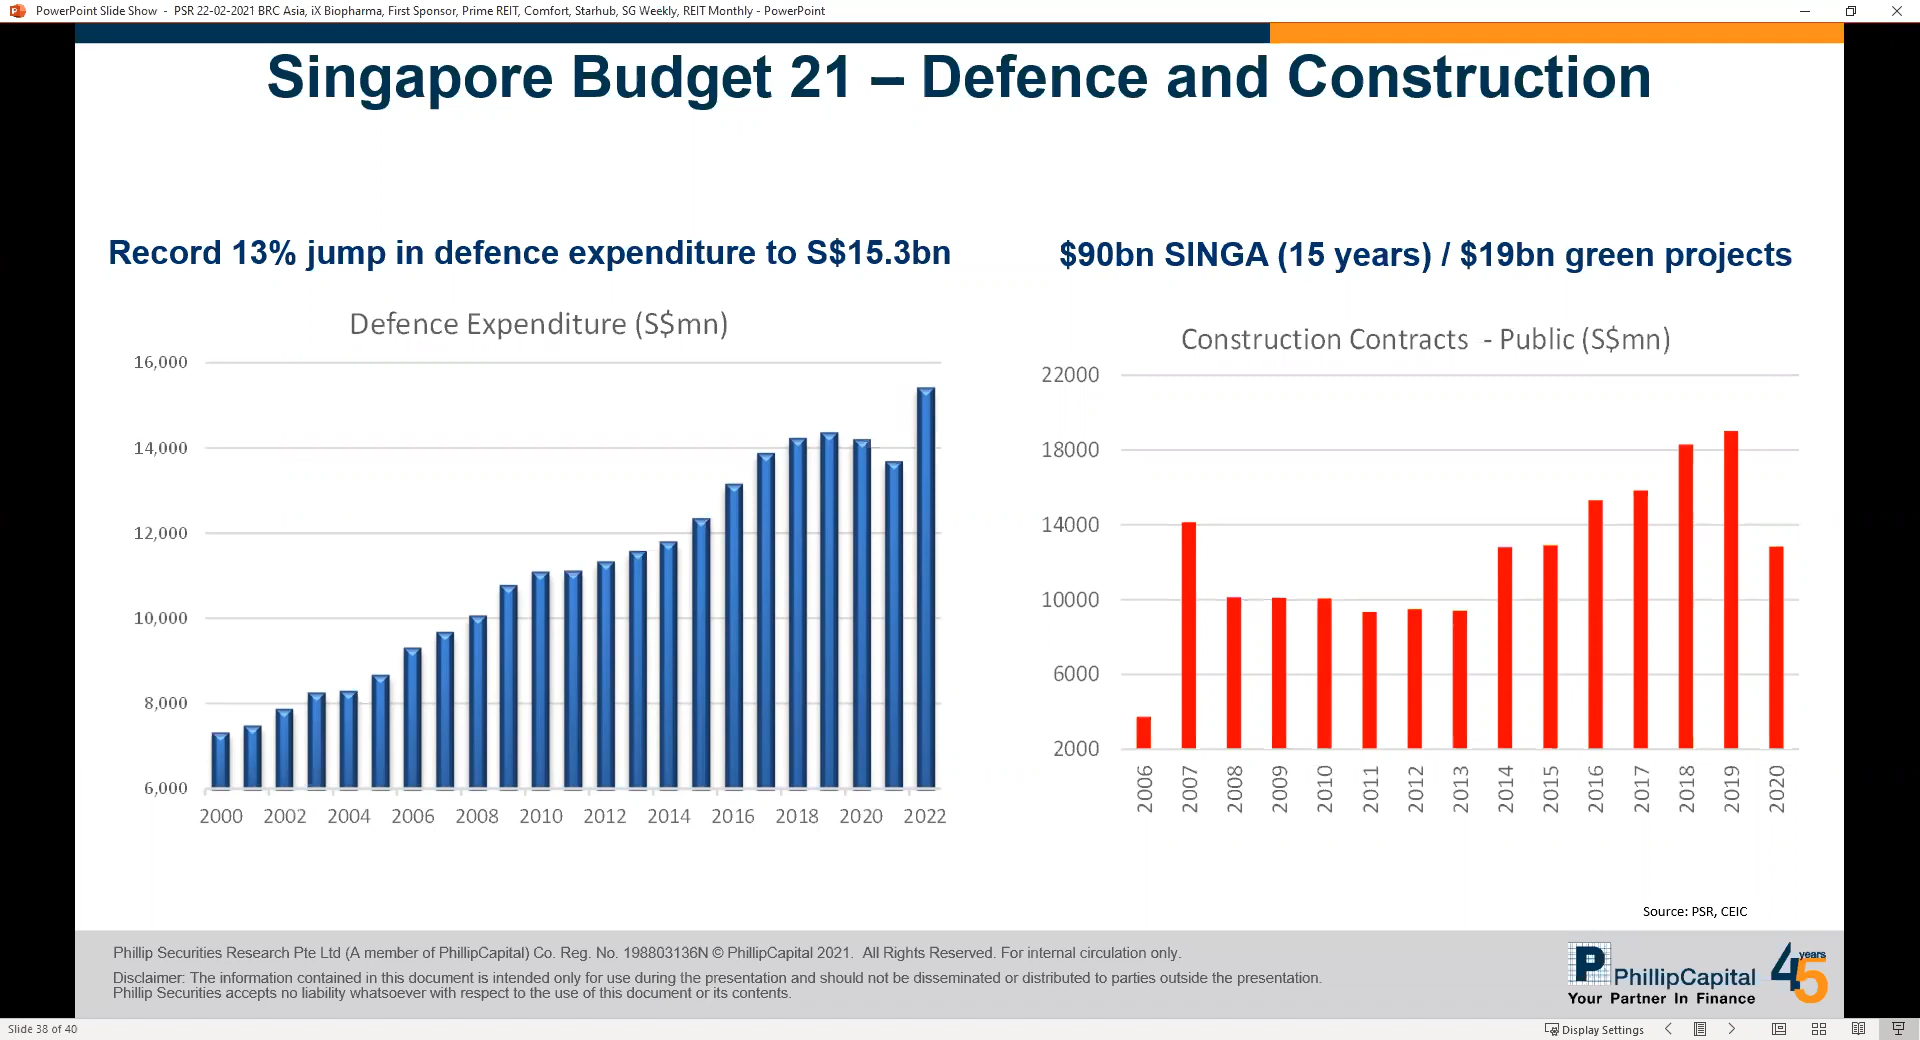 PowerPoint Slide Show - PSR 22-02-2021 BRC Asia, iX Biopharma, First Sponsor, Prime REIT, Comfort, Starhub, SG Weekly, REIT Monthly - PowerPoint
Singapore Budget 21 – Defence and Construction
Record 13% jump in defence expenditure to S$15.3bn
Defence Expenditure (S$mn)
16,000
14,000
12,000
10,000
8,000
6,000
2000 2002 2004 2006 2008 2010 2012 2014 2016 2018 2020 2022
$90bn SINGA (15 years) / $19bn green projects
Construction Contracts - Public (S$mn)
22000
18000
14000
10000
6000
2000
2006 2007 2008 2009 2010 2011 2012 2013 2014 2015 2016 2017 2018 2019 2020
Source: PSR, CEIC
Phillip Securities Research Pte Ltd (A member of PhillipCapital) Co. Reg. No. 198803136N © PhillipCapital 2021. All Rights Reserved. For internal circulation only.
Disclaimer: The information contained in this document is intended only for use during the presentation and should not be disseminated or distributed to parties outside the presentation.
Phillip Securities accepts no liability whatsoever with respect to the use of this document or its contents.
P PhillipCapital
Your Partner In Finance
45 years
Slide 38 of 40
Display Settings